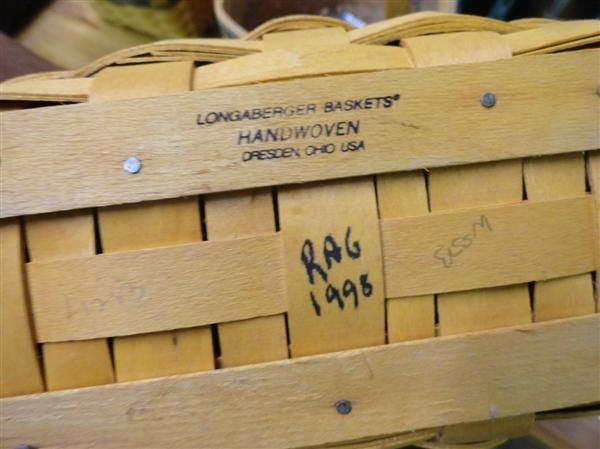 LONGABERGER BASKETS®
HANDWOVEN
DRESDEN, OHIO USA
RAG
1998